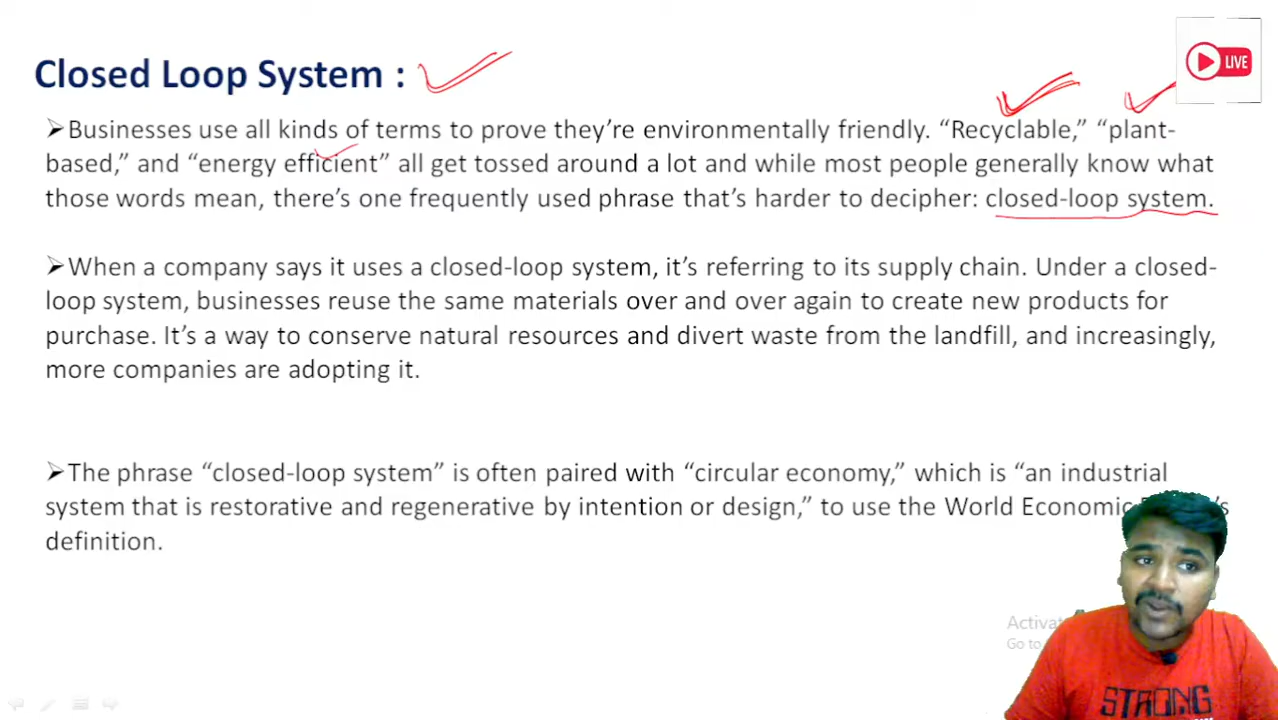 Closed Loop System :
LIVE
➢Businesses use all kinds of terms to prove they’re environmentally friendly. “Recyclable,” “plant-
based,” and “energy efficient” all get tossed around a lot and while most people generally know what
those words mean, there’s one frequently used phrase that’s harder to decipher: closed-loop system.
➢When a company says it uses a closed-loop system, it’s referring to its supply chain. Under a closed-
loop system, businesses reuse the same materials over and over again to create new products for
purchase. It’s a way to conserve natural resources and divert waste from the landfill, and increasingly,
more companies are adopting it.
➢The phrase “closed-loop system” is often paired with “circular economy,” which is “an industrial
system that is restorative and regenerative by intention or design,” to use the World Economic
definition.
Go to
STRONG